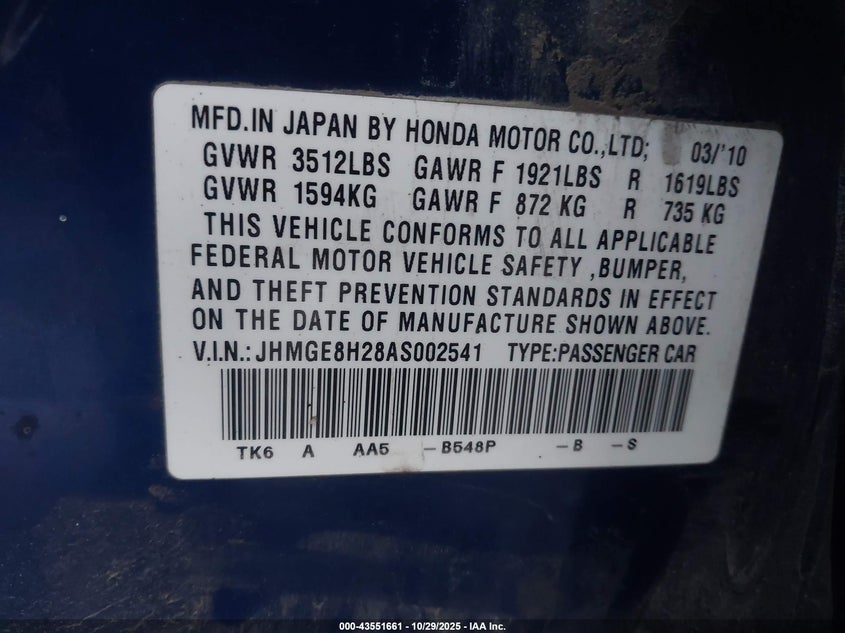 MFD.IN JAPAN BY HONDA MOTOR CO.,LTD; 03/'10
GVWR 3512LBS GAWR F 1921LBS R 1619LBS
GVWR 1594KG GAWR F 872 KG R 735 KG
THIS VEHICLE CONFORMS TO ALL APPLICABLE
FEDERAL MOTOR VEHICLE SAFETY ,BUMPER,
AND THEFT PREVENTION STANDARDS IN EFFECT
ON THE DATE OF MANUFACTURE SHOWN ABOVE.
V.I.N.: JHMGE8H28AS002541 TYPE:PASSENGER CAR
TK6 A AA5 -B548P -B -S
000-43551661 - 10/29/2025 - IAA Inc.